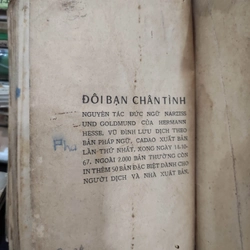 ĐÔI BẠN CHÂN TÌNH
NGUYÊN TÁC ĐỨC NGỮ NARZISS
UND GOLDMUND CỦA HERMANN
HESSE, VŨ ĐÌNH LƯU DỊCH THEO
BẢN PHÁP NGỮ, CADAO XUẤT BẢN
LẦN THỨ NHẤT, XONG NGÀY 14-10-
67. NGOÀI 2.000 BẢN THƯỜNG CÒN
IN THÊM 50 BẢN ĐẶC BIỆT DÀNH CHO
NGƯỜI DỊCH VÀ NHÀ XUẤT BẢN.